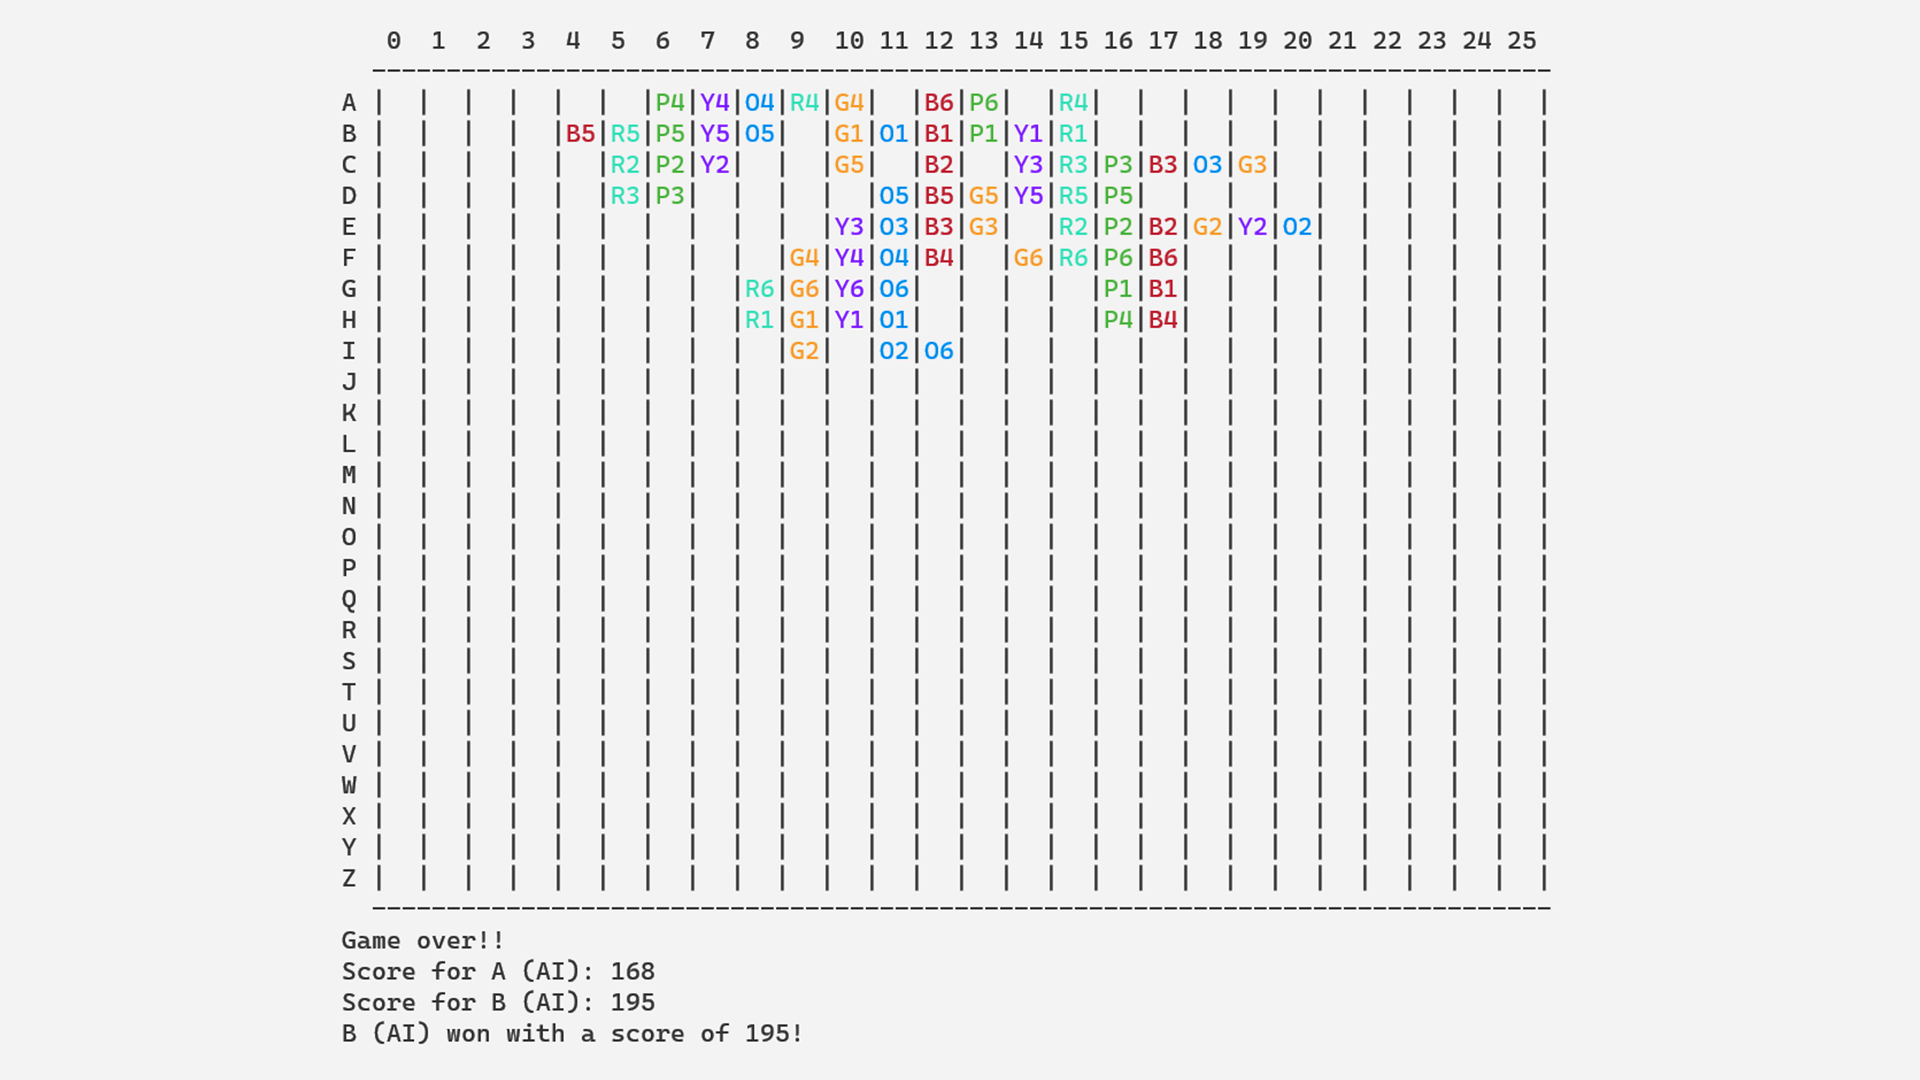 0 1 2 3 4 5 6 7 8 9 10 11 12 13 14 15 16 17 18 19 20 21 22 23 24 25
A | | | | | | |P4|Y4|O4|R4|G4| |B6|P6| |R4| | | | | | | | | | |
B | | | | |B5|R5|P5|Y5|O5| |G1|O1|B1|P1|Y1|R1| | | | | | | | | | |
C | | | | | |R2|P2|Y2| | |G5| |B2| |Y3|R3|P3|B3|O3|G3| | | | | | |
D | | | | | |R3|P3| | | | |O5|B5|G5|Y5|R5|P5| | | | | | | | | |
E | | | | | | | | | | |Y3|O3|B3|G3| |R2|P2|B2|G2|Y2|O2| | | | | |
F | | | | | | | | | |G4|Y4|O4|B4| |G6|R6|P6|B6| | | | | | | | |
G | | | | | | | | |R6|G6|Y6|O6| | | | |P1|B1| | | | | | | | |
H | | | | | | | | |R1|G1|Y1|O1| | | | |P4|B4| | | | | | | | |
I | | | | | | | | | |G2| |O2|O6| | | | | | | | | | | | | |
J | | | | | | | | | | | | | | | | | | | | | | | | | | |
K | | | | | | | | | | | | | | | | | | | | | | | | | | |
L | | | | | | | | | | | | | | | | | | | | | | | | | | |
M | | | | | | | | | | | | | | | | | | | | | | | | | | |
N | | | | | | | | | | | | | | | | | | | | | | | | | | |
O | | | | | | | | | | | | | | | | | | | | | | | | | | |
P | | | | | | | | | | | | | | | | | | | | | | | | | | |
Q | | | | | | | | | | | | | | | | | | | | | | | | | | |
R | | | | | | | | | | | | | | | | | | | | | | | | | | |
S | | | | | | | | | | | | | | | | | | | | | | | | | | |
T | | | | | | | | | | | | | | | | | | | | | | | | | | |
U | | | | | | | | | | | | | | | | | | | | | | | | | | |
V | | | | | | | | | | | | | | | | | | | | | | | | | | |
W | | | | | | | | | | | | | | | | | | | | | | | | | | |
X | | | | | | | | | | | | | | | | | | | | | | | | | | |
Y | | | | | | | | | | | | | | | | | | | | | | | | | | |
Z | | | | | | | | | | | | | | | | | | | | | | | | | | |
Game over!!
Score for A (AI): 168
Score for B (AI): 195
B (AI) won with a score of 195!